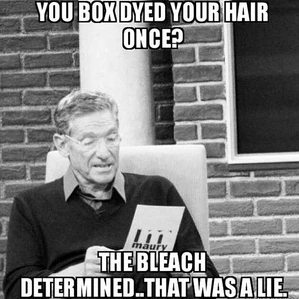 YOU BOX DYED YOUR HAIR
ONCE?
maury
THE BLEACH
DETERMINED..THAT WAS A LIE.